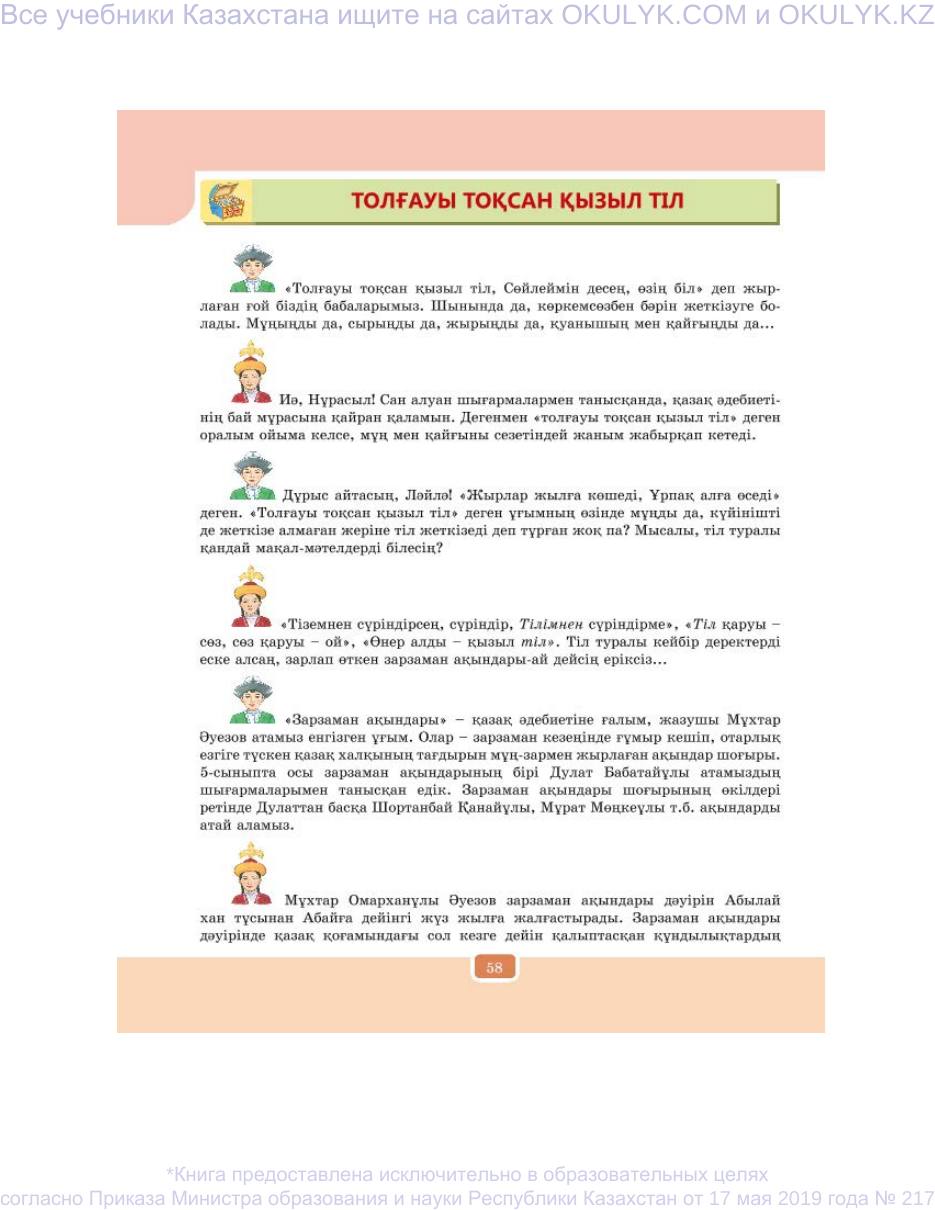 Все учебники Казахстана ищите на сайтах OKULYK.COM и OKULYK.KZ
ТОЛҒАУЫ ТОҚСАН ҚЫЗЫЛ ТІЛ
«Толғауы тоқсан қызыл тіл, Сөйлеймін десең, өзің біл» деп жыр-
лаған ғой біздің бабаларымыз. Шынында да, көркемсөзбен бәрін жеткізуге бо-
лады. Мұңыңды да, сырыңды да, жырыңды да, қуанышың мен қайғыңды да...
Иә, Нұрасыл! Сан алуан шығармалармен танысқанда, қазақ әдебиеті-
нің бай мұрасына қайран қаламын. Дегенмен «толғауы тоқсан қызыл тіл» деген
оралым ойыма келсе, мұң мен қайғыны сезетіндей жаным жабырқап кетеді.
Дұрыс айтасың, Ләйлә! «Жырлар жылға көшеді, Ұрпақ алға өседі»
деген. «Толғауы тоқсан қызыл тіл» деген ұғымның өзінде мұңды да, күйінішті
де жеткізе алмаған жеріне тіл жеткізеді деп тұрған жоқ па? Мысалы, тіл туралы
қандай мақал-мәтелдерді білесің?
«Тіземнен сүріндірсең, сүріндір, Тілімнен сүріндірме», «Тіл қаруы –
сөз, сөз қаруы – ой», «Өнер алды – қызыл тіл». Тіл туралы кейбір деректерді
еске алсаң, зарлап өткен зарзаман ақындары-ай дейсің еріксіз...
«Зарзаман ақындары» – қазақ әдебиетіне ғалым, жазушы Мұхтар
Әуезов атамыз енгізген ұғым. Олар – зарзаман кезеңінде ғұмыр кешіп, отарлық
езгіге түскен қазақ халқының тағдырын мұң-зармен жырлаған ақындар шоғыры.
5-сыныпта осы зарзаман ақындарының бірі Дулат Бабатайұлы атамыздың
шығармаларымен танысқан едік. Зарзаман ақындары шоғырының өкілдері
ретінде Дулаттан басқа Шортанбай Қанайұлы, Мұрат Мөңкеұлы т.б. ақындарды
атай аламыз.
Мұхтар Омарханұлы Әуезов зарзаман ақындары дәуірін Абылай
хан тұсынан Абайға дейінгі жүз жылға жалғастырады. Зарзаман ақындары
дәуірінде қазақ қоғамындағы сол кезге дейін қалыптасқан құндылықтардың
58
*Книга предоставлена исключительно в образовательных целях
согласно Приказа Министра образования и науки Республики Казахстан от 17 мая 2019 года № 217